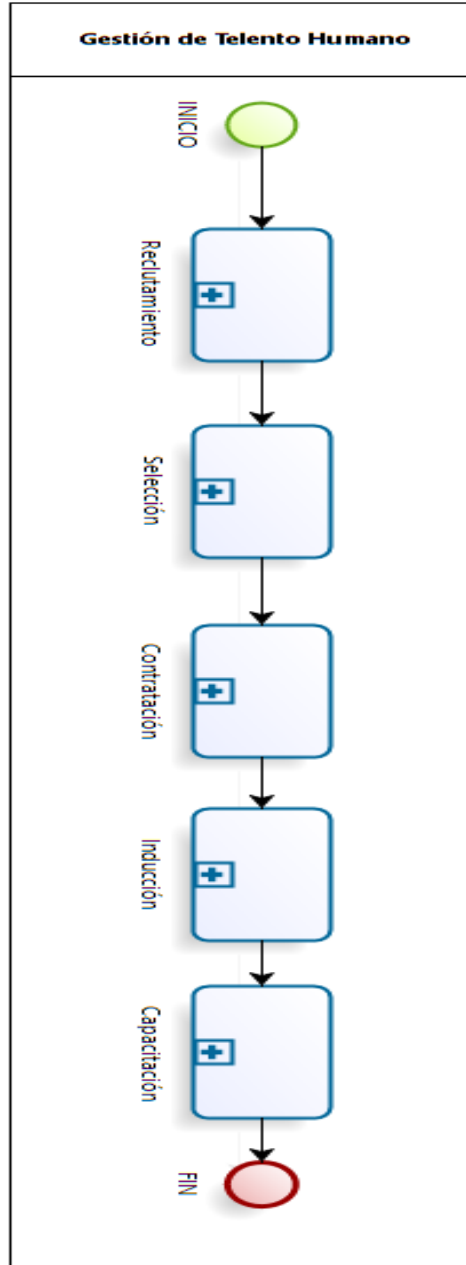 Gestión de Telento Humano
INICIO
Reclutamiento
Selección
Contratación
Inducción
Capacitación
FIN